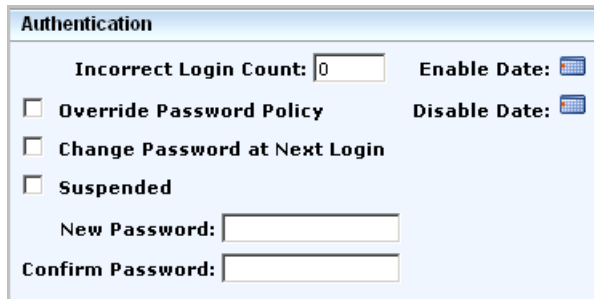 Authentication
Incorrect Login Count: 0 Enable Date:
Override Password Policy Disable Date:
Change Password at Next Login
Suspended
New Password:
Confirm Password: